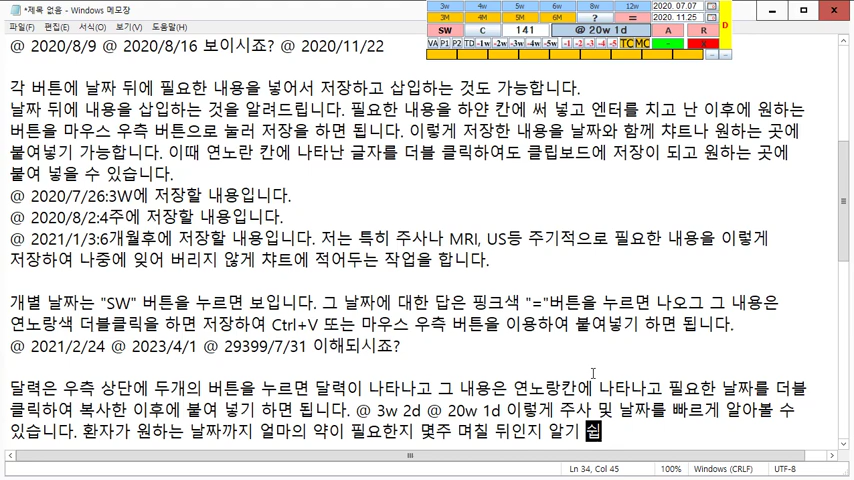 *제목 없음 - Windows 메모장
파일(F) 편집(E) 서식(O) 보기(V) 도움말(H)
3w 4w 5w 6w 8w 12w 2020. 07.07
3M 4M 5M 6M ? = 2020. 11.25
SW C 141 @ 20w 1d A R D
VA P1 P2 TD -1w -2w -3w -4w -5w -1 -2 -3 -4 -5 TC MC - X
@ 2020/8/9 @ 2020/8/16 보이시죠? @ 2020/11/22
각 버튼에 날짜 뒤에 필요한 내용을 넣어서 저장하고 삽입하는 것도 가능합니다.
날짜 뒤에 내용을 삽입하는 것을 알려드립니다. 필요한 내용을 하얀 칸에 써 넣고 엔터를 치고 난 이후에 원하는
버튼을 마우스 우측 버튼으로 눌러 저장을 하면 됩니다. 이렇게 저장한 내용을 날짜와 함께 챠트나 원하는 곳에
붙여넣기 가능합니다. 이때 연노란 칸에 나타난 글자를 더블 클릭하여도 클립보드에 저장이 되고 원하는 곳에
붙여 넣을 수 있습니다.
@ 2020/7/26:3W에 저장할 내용입니다.
@ 2020/8/2:4주에 저장할 내용입니다.
@ 2021/1/3:6개월후에 저장할 내용입니다. 저는 특히 주사나 MRI, US등 주기적으로 필요한 내용을 이렇게
저장하여 나중에 잊어 버리지 않게 챠트에 적어두는 작업을 합니다.
개별 날짜는 "SW" 버튼을 누르면 보입니다. 그 날짜에 대한 답은 핑크색 "="버튼을 누르면 나오그 그 내용은
연노랑색 더블클릭을 하면 저장하여 Ctrl+V 또는 마우스 우측 버튼을 이용하여 붙여넣기 하면 됩니다.
@ 2021/2/24 @ 2023/4/1 @ 29399/7/31 이해되시죠?
달력은 우측 상단에 두개의 버튼을 누르면 달력이 나타나고 그 내용은 연노랑칸에 나타나고 필요한 날짜를 더블
클릭하여 복사한 이후에 붙여 넣기 하면 됩니다. @ 3w 2d @ 20w 1d 이렇게 주사 및 날짜를 빠르게 알아볼 수
있습니다. 환자가 원하는 날짜까지 얼마의 약이 필요한지 몇주 며칠 뒤인지 알기 쉽
Ln 34, Col 45 100% Windows (CRLF) UTF-8